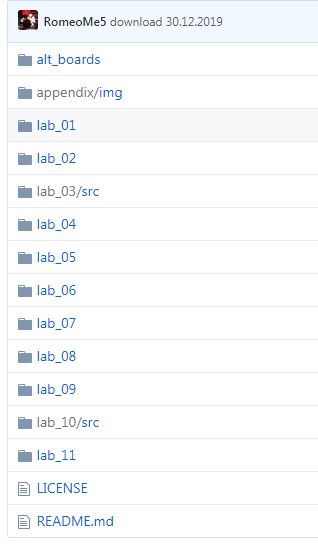 RomeoMe5 download 30.12.2019
alt_boards
appendix/img
lab_01
lab_02
lab_03/src
lab_04
lab_05
lab_06
lab_07
lab_08
lab_09
lab_10/src
lab_11
LICENSE
README.md